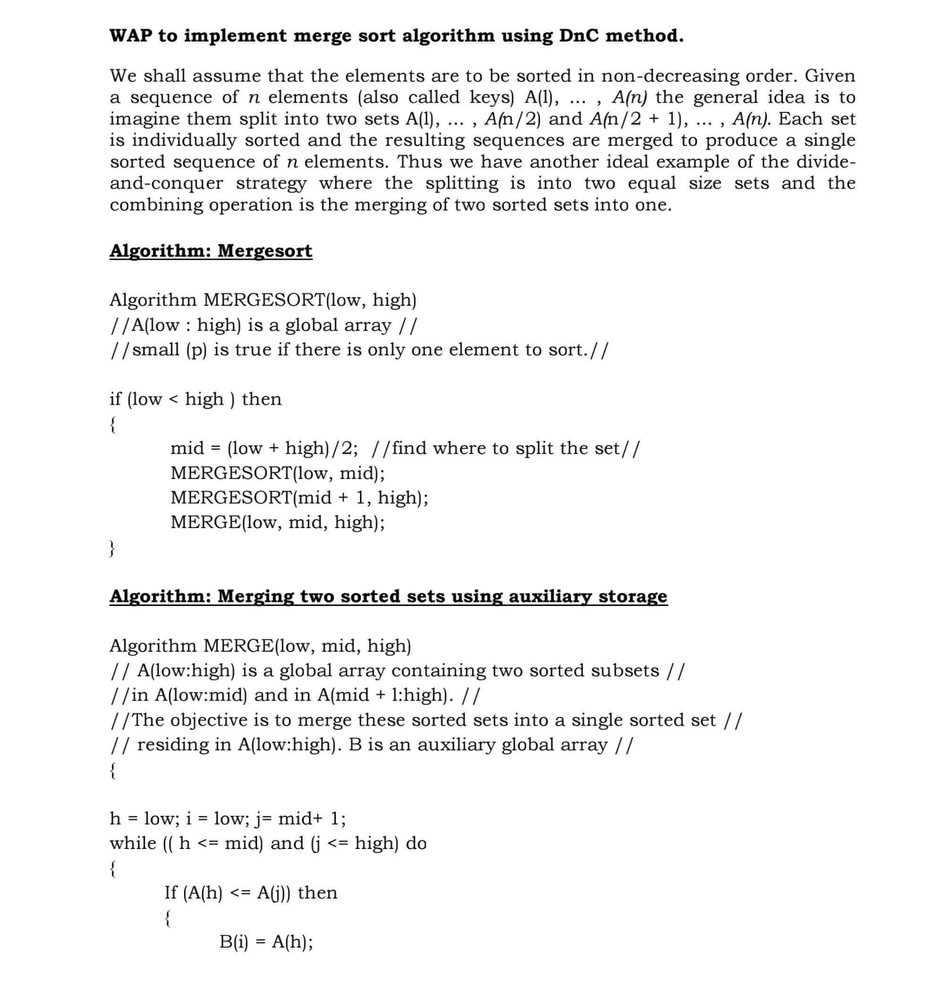 WAP to implement merge sort algorithm using DnC method.
We shall assume that the elements are to be sorted in non-decreasing order. Given
a sequence of n elements (also called keys) A(l), ... , A(n) the general idea is to
imagine them split into two sets A(l), ... , A(n/2) and A(n/2 + 1), ... , A(n). Each set
is individually sorted and the resulting sequences are merged to produce a single
sorted sequence of n elements. Thus we have another ideal example of the divide-
and-conquer strategy where the splitting is into two equal size sets and the
combining operation is the merging of two sorted sets into one.
Algorithm: Mergesort
Algorithm MERGESORT(low, high)
//A(low : high) is a global array //
//small (p) is true if there is only one element to sort.//
if (low < high ) then
{
mid = (low + high)/2; //find where to split the set//
MERGESORT(low, mid);
MERGESORT(mid + 1, high);
MERGE(low, mid, high);
}
Algorithm: Merging two sorted sets using auxiliary storage
Algorithm MERGE(low, mid, high)
// A(low:high) is a global array containing two sorted subsets //
//in A(low:mid) and in A(mid + l:high). //
//The objective is to merge these sorted sets into a single sorted set //
// residing in A(low:high). B is an auxiliary global array //
{
h = low; i = low; j= mid+ 1;
while (( h <= mid) and (j <= high) do
{
If (A(h) <= A(j)) then
{
B(i) = A(h);